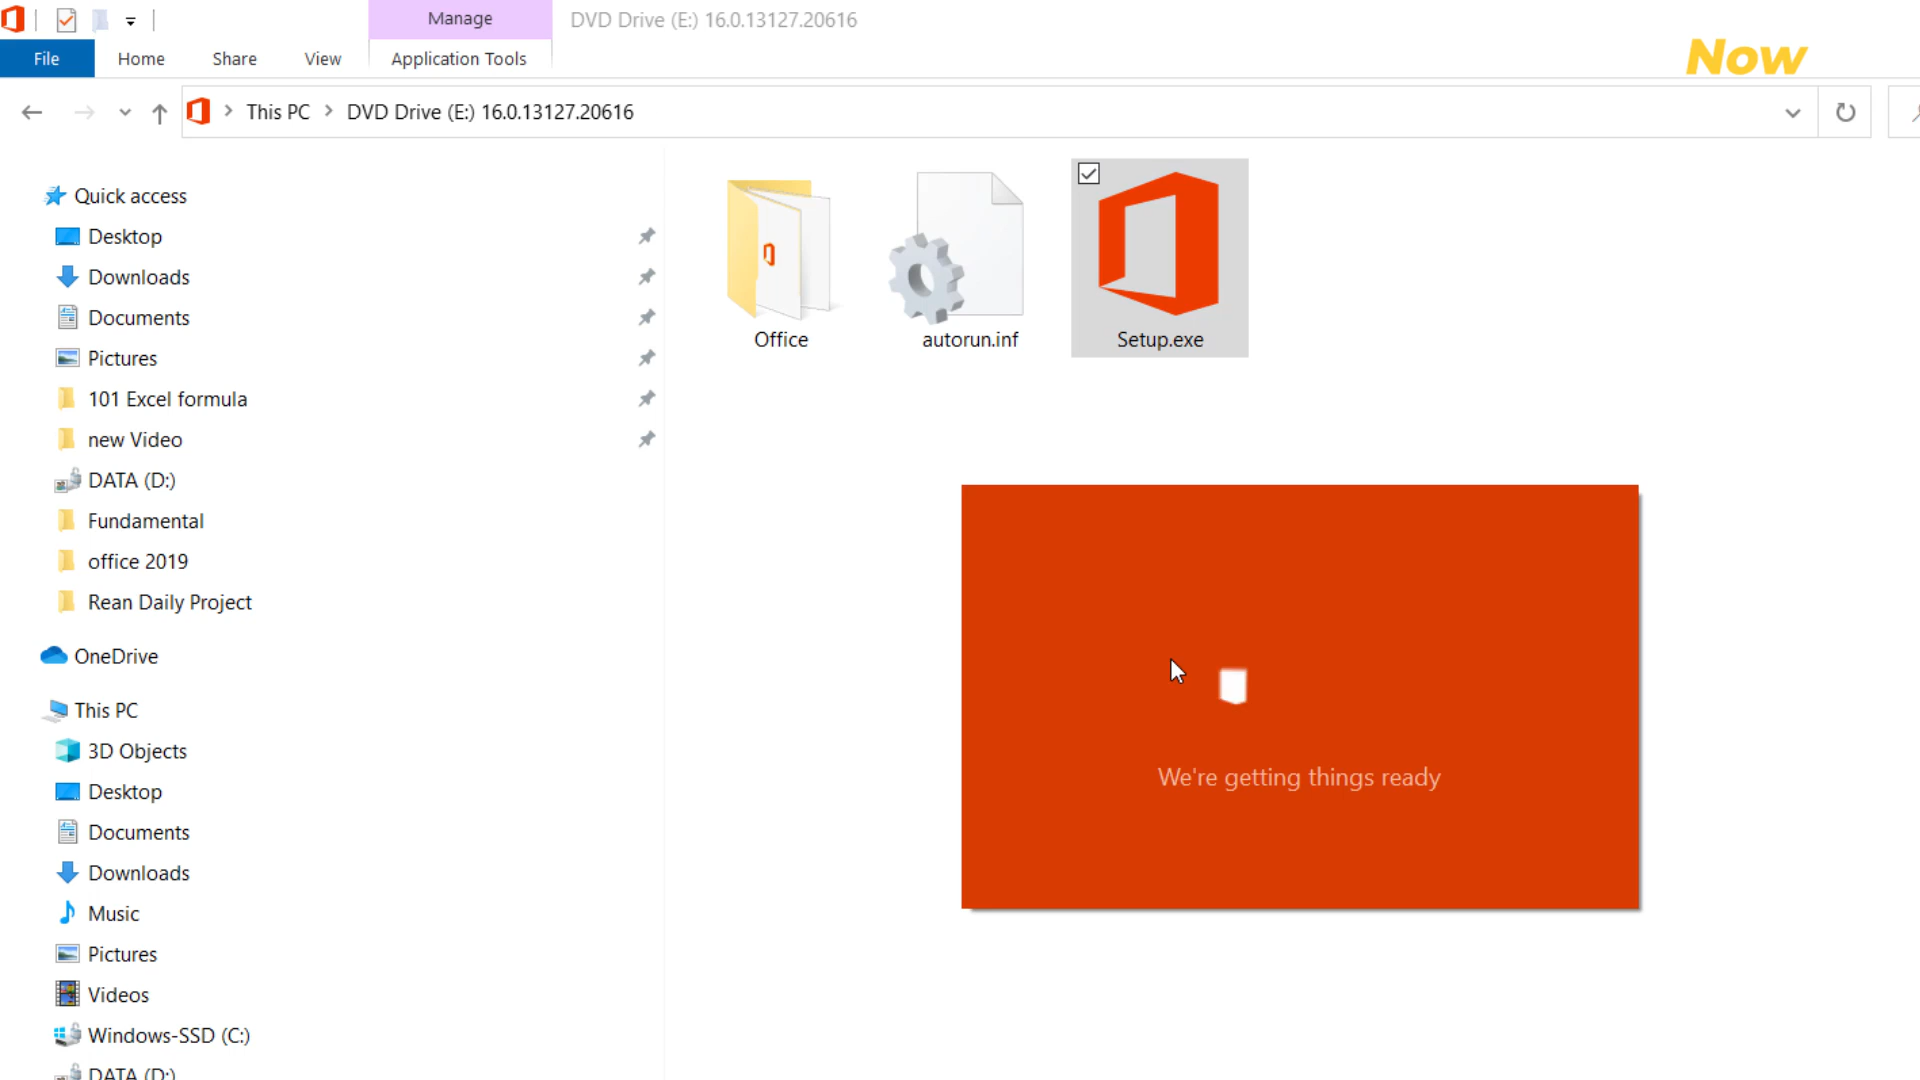 Manage
DVD Drive (E:) 16.0.13127.20616
File
Home
Share
View
Application Tools
Now
This PC
DVD Drive (E:) 16.0.13127.20616
Quick access
Desktop
Downloads
Documents
Pictures
101 Excel formula
new Video
DATA (D:)
Fundamental
office 2019
Rean Daily Project
OneDrive
This PC
3D Objects
Desktop
Documents
Downloads
Music
Pictures
Videos
Windows-SSD (C:)
DATA (D:)
Office
autorun.inf
Setup.exe
We're getting things ready